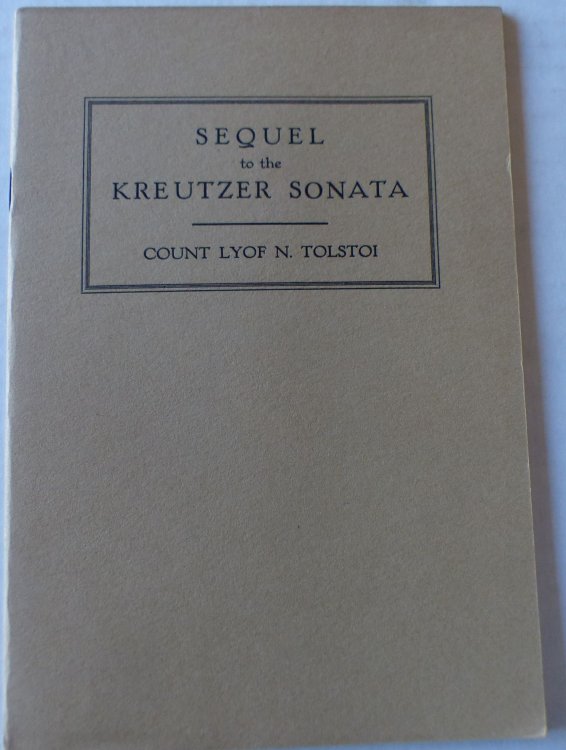 SEQUEL
to the
KREUTZER SONATA
COUNT LYOF N. TOLSTOI